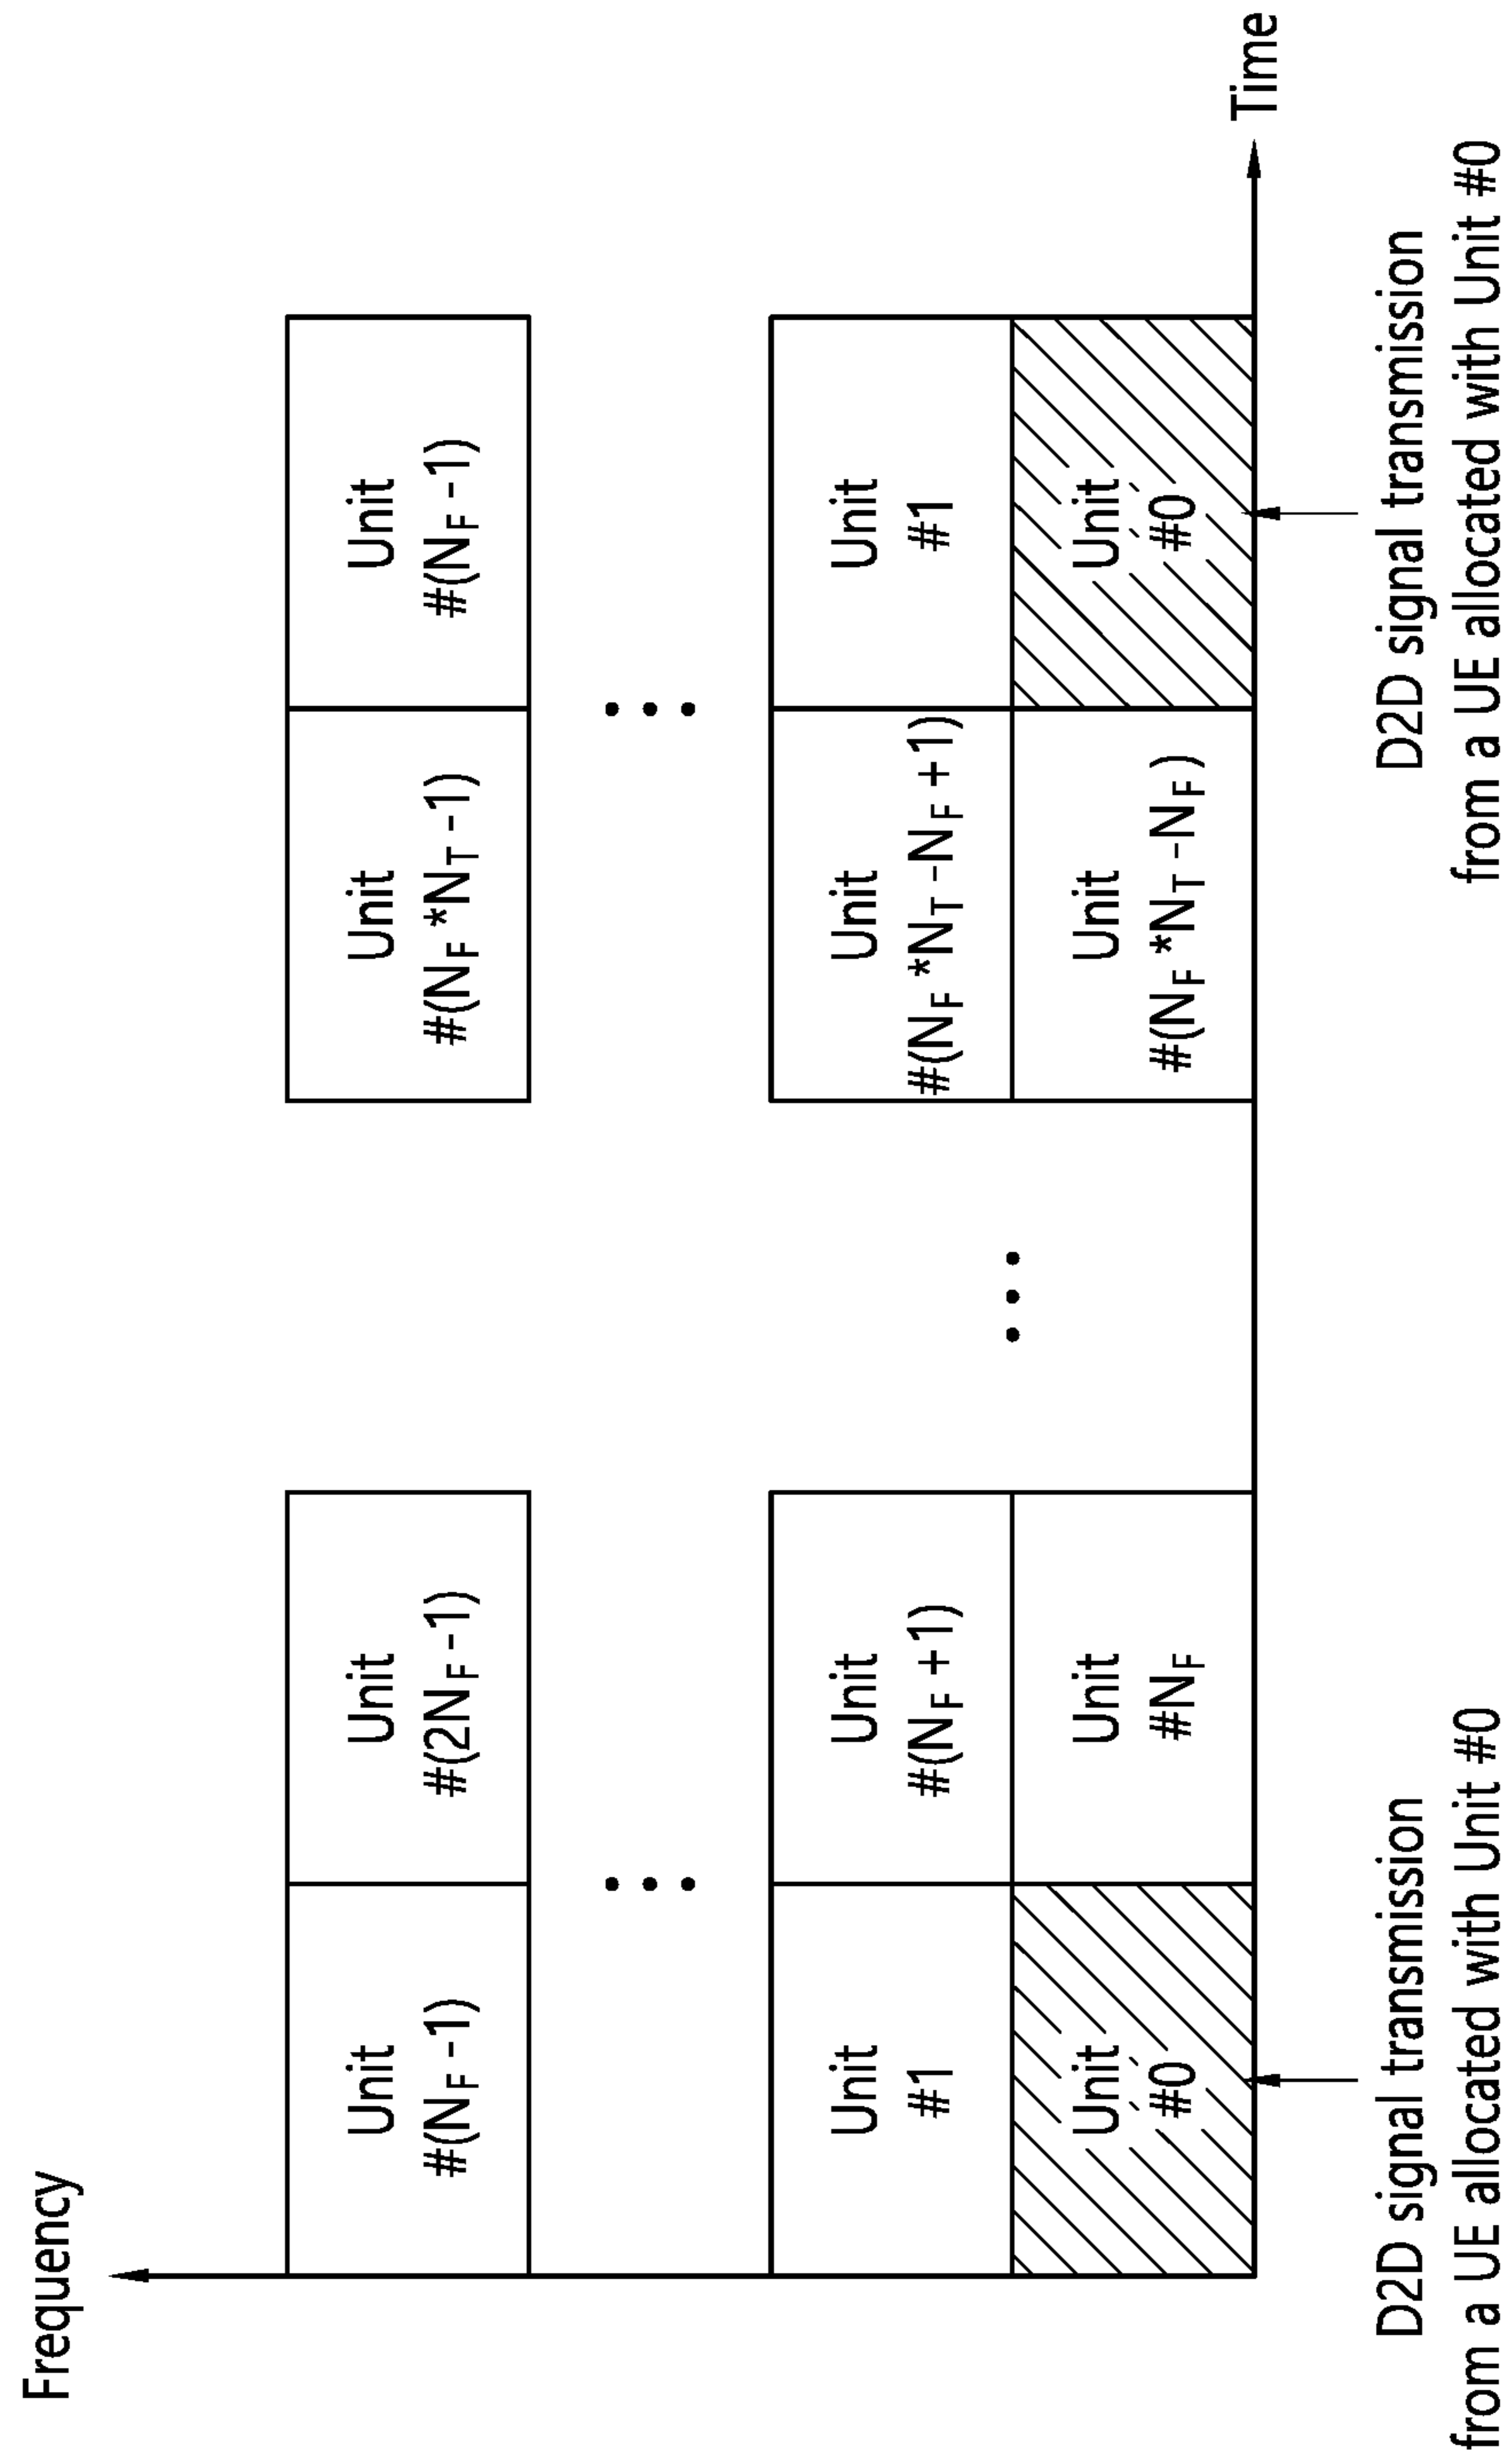 Frequency
Unit
#(N_F-1)
Unit
#(2N_F-1)
Unit
#(N_F*N_T-1)
Unit
#(N_F-1)
Unit
#1
Unit
#(N_F+1)
Unit
#(N_F*N_T-N_F+1)
Unit
#1
Unit
#0
Unit
#N_F
Unit
#(N_F*N_T-N_F)
Unit
#0
Time
D2D signal transmission
from a UE allocated with Unit #0
D2D signal transmission
from a UE allocated with Unit #0